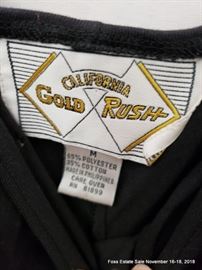 CALIFORNIA
GOLD RUSH
M
65% POLYESTER
35% COTTON
MADE IN PHILIPPINES
CARE OVER
RN 81899
Foss Estate Sale November 16-18, 2018